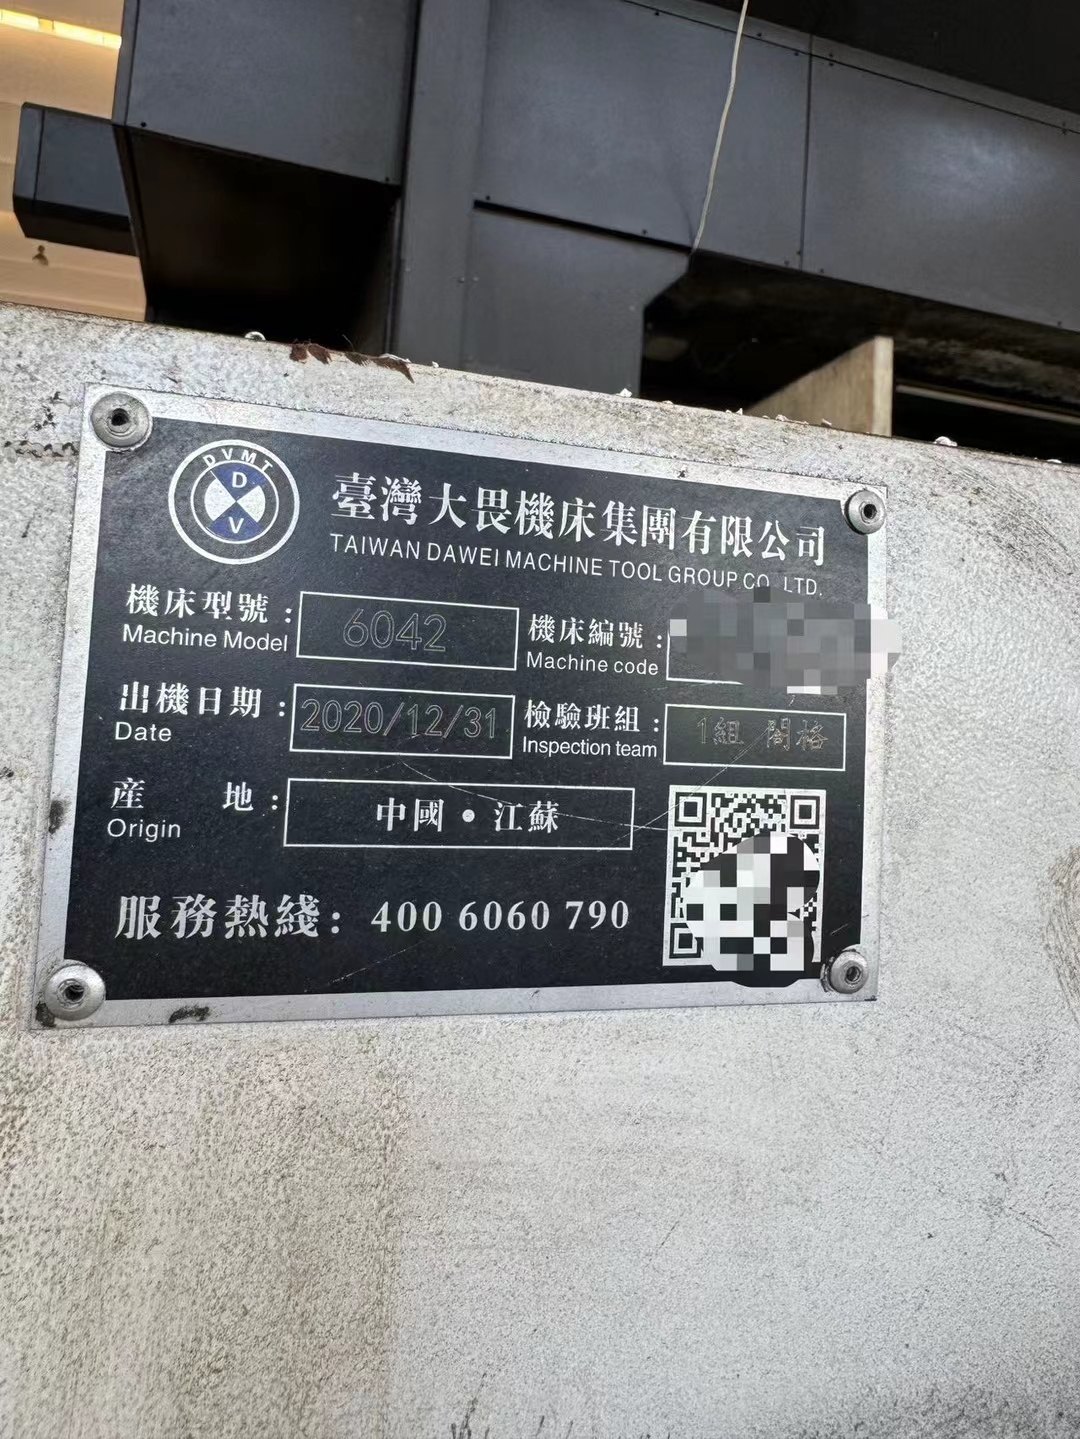 DVMT
D
V
臺灣大畏機床集團有限公司
TAIWAN DAWEI MACHINE TOOL GROUP CO. LTD.
機床型號： 6042 機床編號：
Machine Model Machine code
出機日期： 2020/12/31 檢驗班組： 1組 閤格
Date Inspection team
産 地： 中國·江蘇
Origin
服務熱綫： 400 6060 790